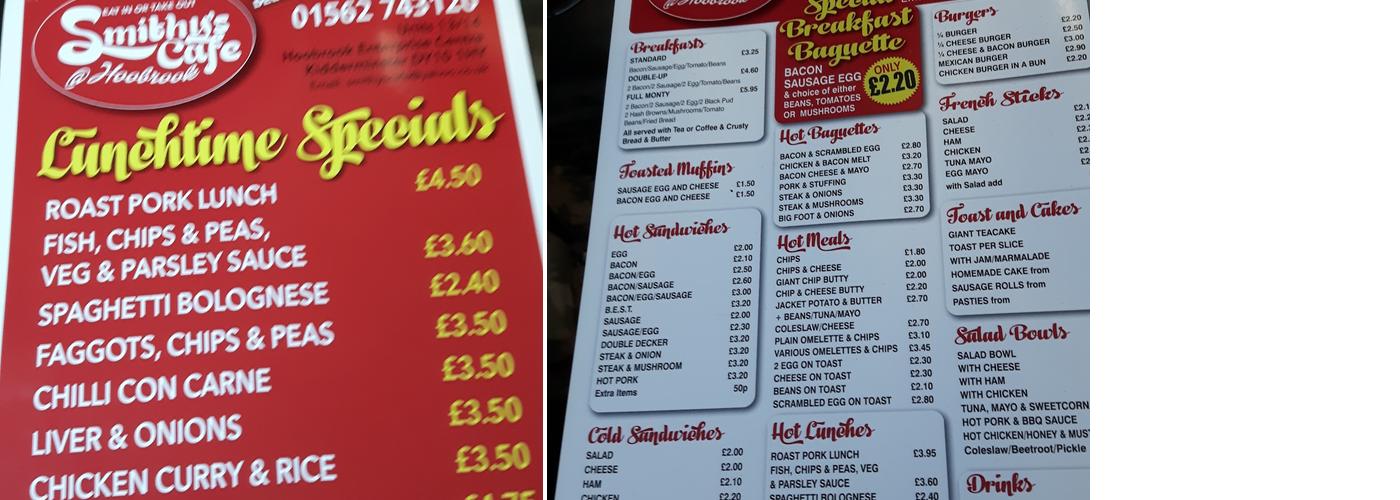 EAT IN OR TAKE OUT
Smithys
Cafe
@Hoobrook
01562 743120
Hoobrook Enterprise Centre
Kidderminster DY10 1HY
Lunchtime Specials
ROAST PORK LUNCH £4.50
FISH, CHIPS & PEAS,
VEG & PARSLEY SAUCE £3.60
SPAGHETTI BOLOGNESE £2.40
FAGGOTS, CHIPS & PEAS £3.50
CHILLI CON CARNE £3.50
LIVER & ONIONS £3.50
CHICKEN CURRY & RICE £3.50
£4.75
@Hoobrook
Breakfasts
STANDARD £3.25
Bacon/Sausage/Egg/Tomato/Beans
DOUBLE-UP £4.60
2 Bacon/2 Sausage/2 Egg/Tomato/Beans
FULL MONTY £5.95
2 Bacon/2 Sausage/2 Egg/2 Black Pud
2 Hash Browns/Mushrooms/Tomato
Beans/Fried Bread
All served with Tea or Coffee & Crusty
Bread & Butter
Toasted Muffins
SAUSAGE EGG AND CHEESE £1.50
BACON EGG AND CHEESE £1.50
Hot Sandwiches
EGG £2.00
BACON £2.10
BACON/EGG £2.50
BACON/SAUSAGE £2.60
BACON/EGG/SAUSAGE £3.00
B.E.S.T. £3.20
SAUSAGE £2.00
SAUSAGE/EGG £2.30
DOUBLE DECKER £3.20
STEAK & ONION £3.20
STEAK & MUSHROOM £3.20
HOT PORK £3.20
Extra Items 50p
Cold Sandwiches
SALAD £2.00
CHEESE £2.00
HAM £2.10
CHICKEN £2.20
Special
Breakfast
Baguette
BACON
SAUSAGE EGG
& choice of either
BEANS, TOMATOES
OR MUSHROOMS
ONLY
£2.20
Hot Baguettes
BACON & SCRAMBLED EGG £2.80
CHICKEN & BACON MELT £3.20
BACON CHEESE & MAYO £2.70
PORK & STUFFING £3.30
STEAK & ONIONS £3.30
STEAK & MUSHROOMS £3.30
BIG FOOT & ONIONS £2.70
Hot Meals
CHIPS £1.80
CHIPS & CHEESE £2.00
GIANT CHIP BUTTY £2.00
CHIP & CHEESE BUTTY £2.20
JACKET POTATO & BUTTER £2.70
+ BEANS/TUNA/MAYO
COLESLAW/CHEESE £2.70
PLAIN OMELETTE & CHIPS £3.10
VARIOUS OMELETTES & CHIPS £3.45
2 EGG ON TOAST £2.30
CHEESE ON TOAST £2.30
BEANS ON TOAST £2.10
SCRAMBLED EGG ON TOAST £2.80
Hot Lunches
ROAST PORK LUNCH £3.95
FISH, CHIPS & PEAS, VEG
& PARSLEY SAUCE £3.60
SPAGHETTI BOLOGNESE £2.40
Burgers
¼ BURGER £2.20
¼ CHEESE BURGER £2.50
¼ CHEESE & BACON BURGER £3.00
MEXICAN BURGER £2.90
CHICKEN BURGER IN A BUN £2.20
French Sticks
SALAD
CHEESE
HAM
CHICKEN
TUNA MAYO
EGG MAYO
with Salad add
Toast and Cakes
GIANT TEACAKE
TOAST PER SLICE
WITH JAM/MARMALADE
HOMEMADE CAKE from
SAUSAGE ROLLS from
PASTIES from
Salad Bowls
SALAD BOWL
WITH CHEESE
WITH HAM
WITH CHICKEN
TUNA, MAYO & SWEETCORN
HOT PORK & BBQ SAUCE
HOT CHICKEN/HONEY & MUS
Coleslaw/Beetroot/Pickle
Drinks